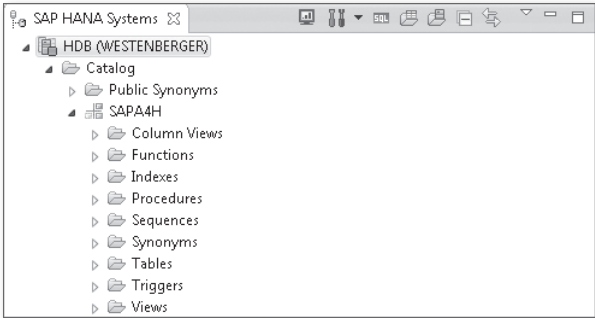 SAP HANA Systems
SQL
HDB (WESTENBERGER)
Catalog
Public Synonyms
SAPA4H
Column Views
Functions
Indexes
Procedures
Sequences
Synonyms
Tables
Triggers
Views